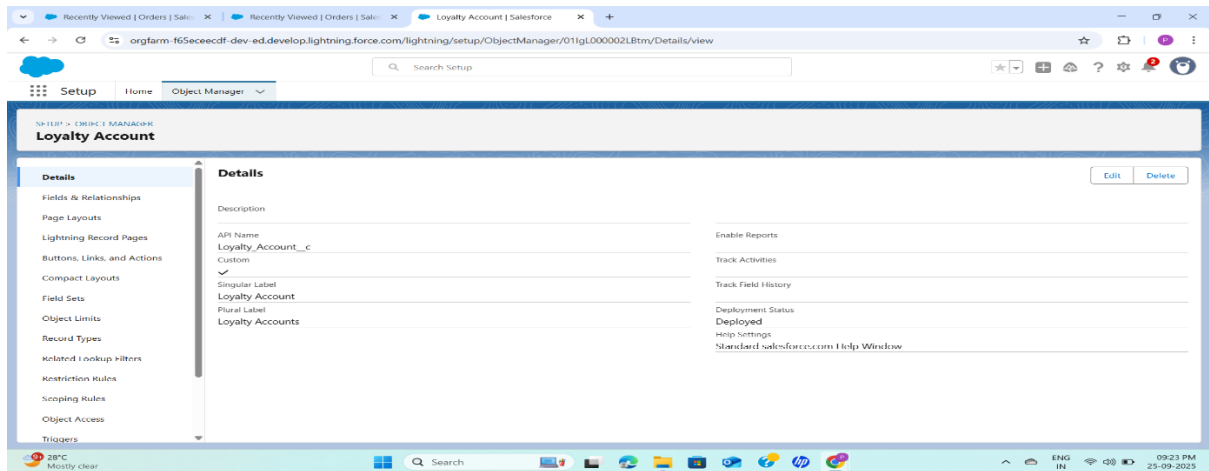 Recently Viewed | Orders | Sales
Recently Viewed | Orders | Sales
Loyalty Account | Salesforce
orgfarm-f65eceecdf-dev-ed.develop.lightning.force.com/lightning/setup/ObjectManager/01IgL000002LBtm/Details/view
P
Search Setup
2
Setup
Home
Object Manager
SETUP > OBJECT MANAGER
Loyalty Account
Details
Fields & Relationships
Page Layouts
Lightning Record Pages
Buttons, Links, and Actions
Compact Layouts
Field Sets
Object Limits
Record Types
Related Lookup Filters
Restriction Rules
Scoping Rules
Object Access
Triggers
Details
Edit
Delete
Description
API Name
Loyalty_Account__c
Custom
Singular Label
Loyalty Account
Plural Label
Loyalty Accounts
Enable Reports
Track Activities
Track Field History
Deployment Status
Deployed
Help Settings
Standard salesforce.com Help Window
28°C
Mostly clear
Search
ENG
IN
09:23 PM
25-09-2025